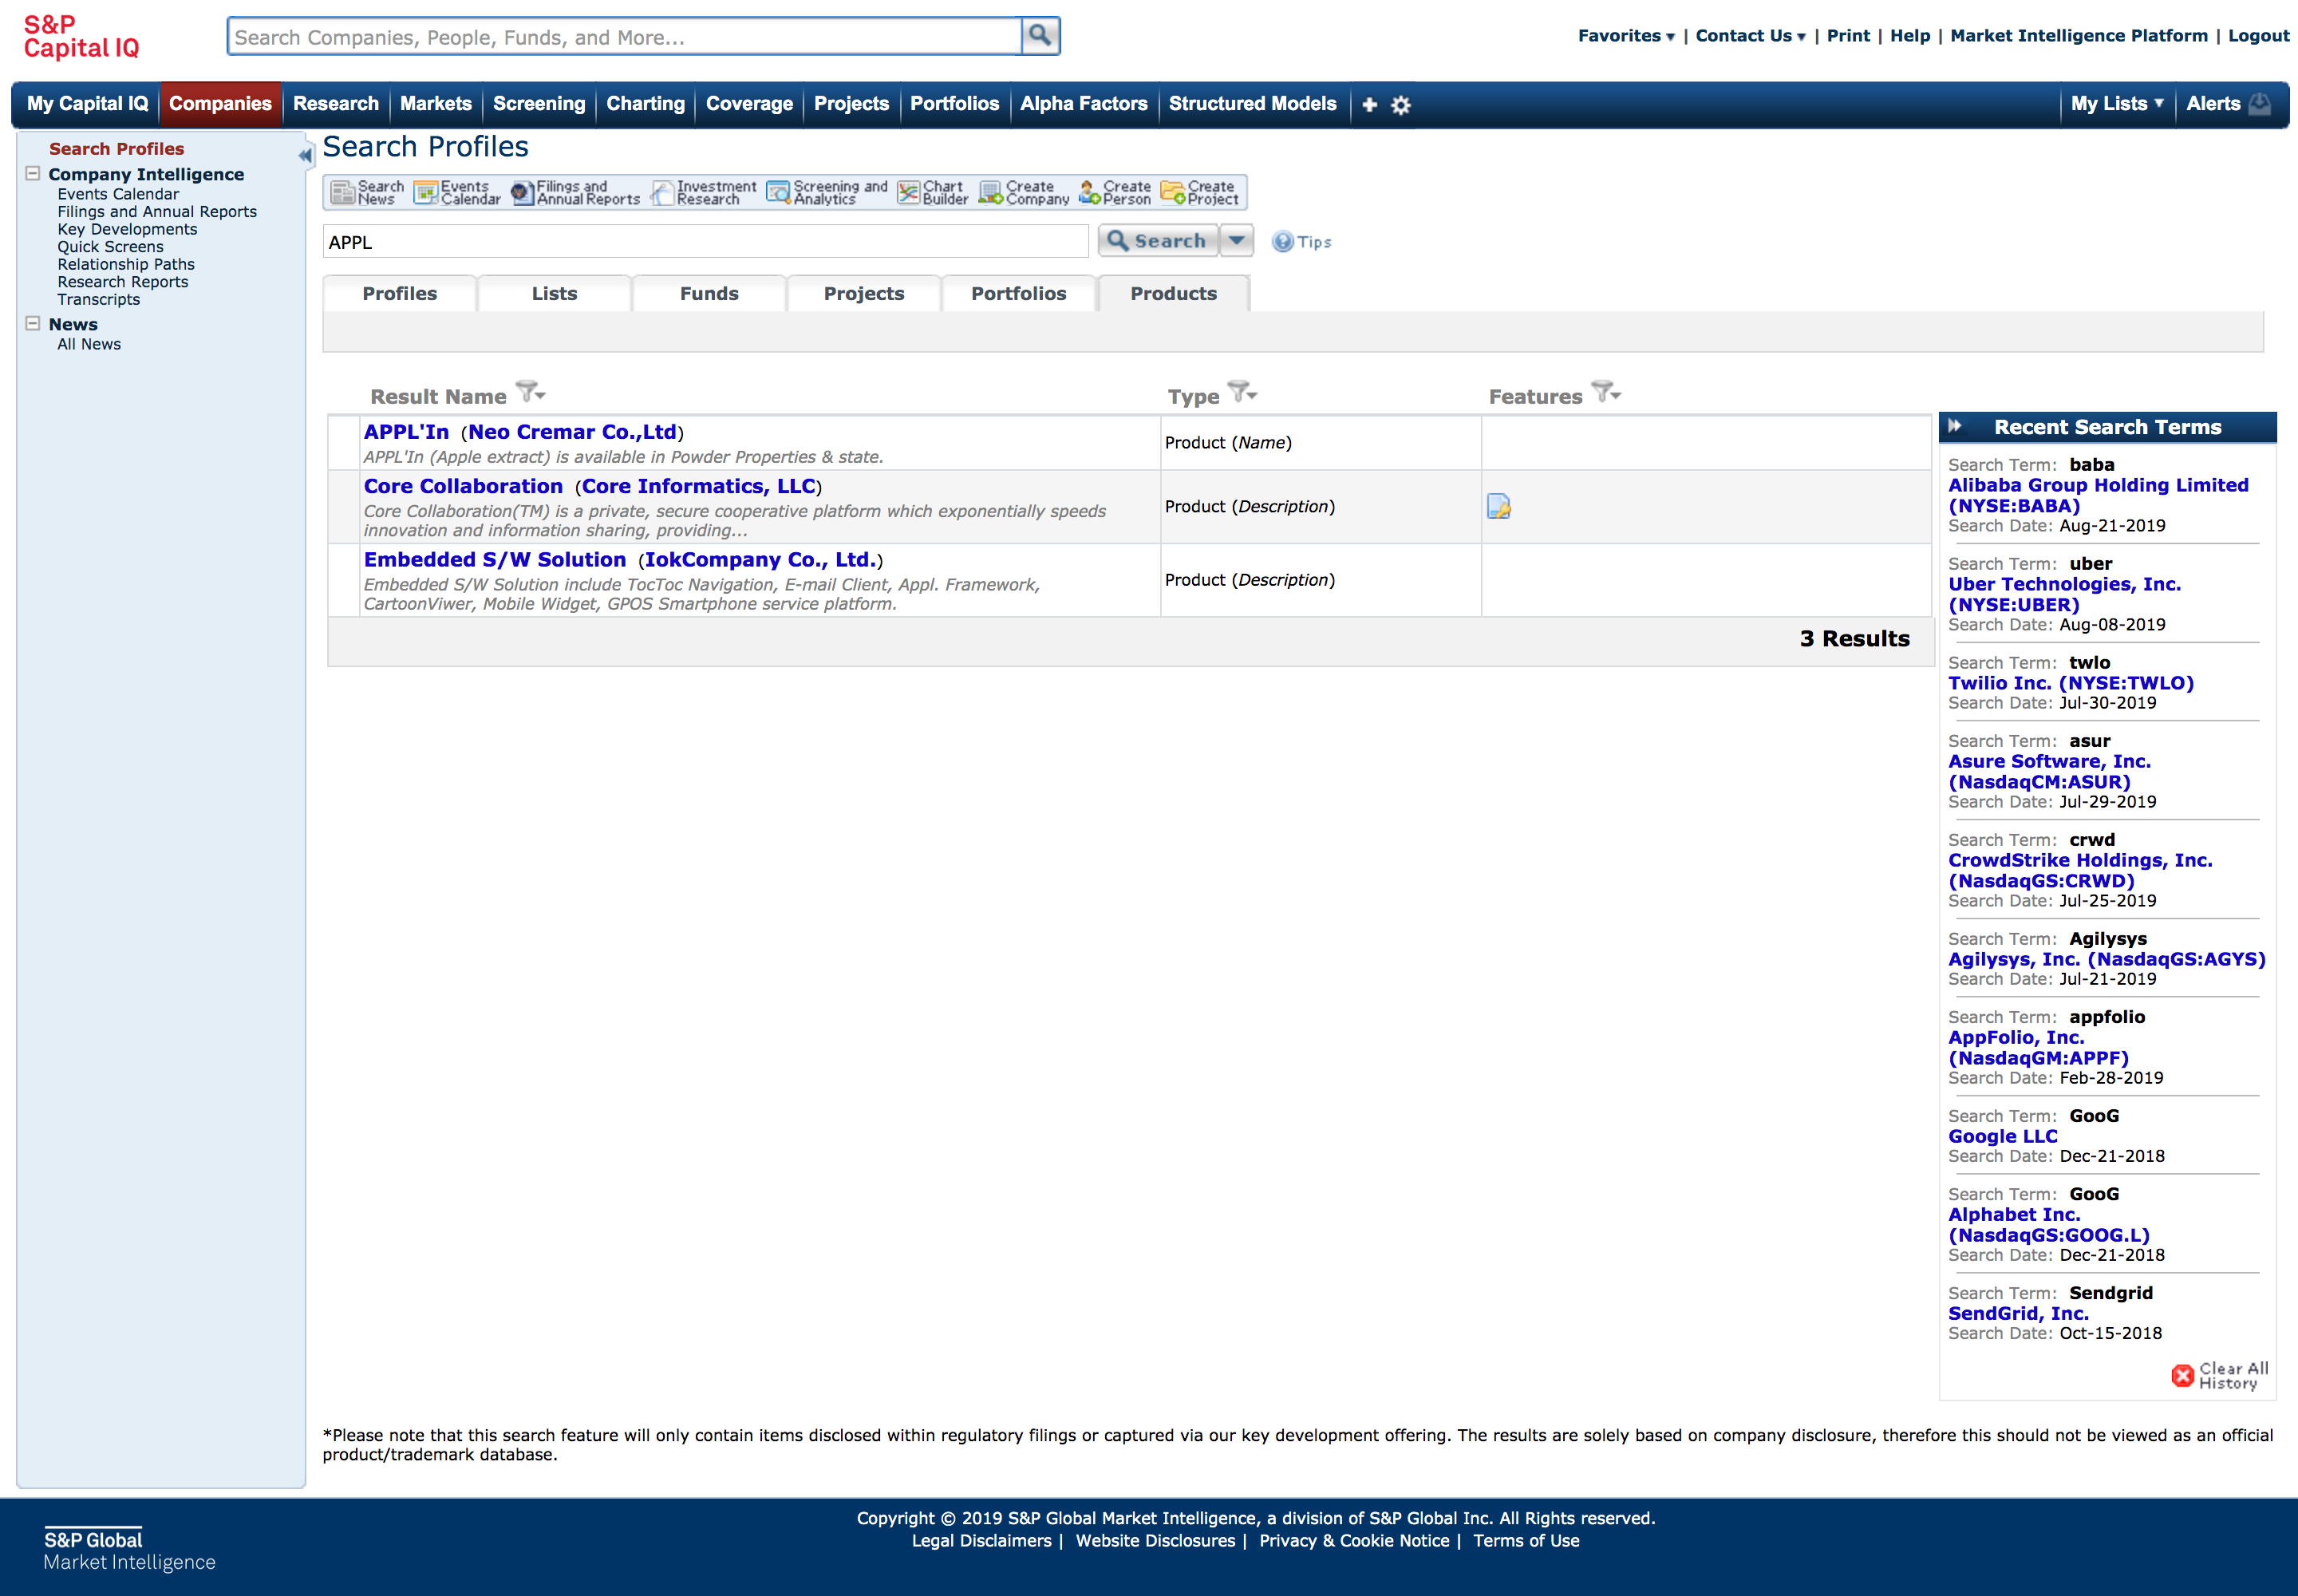 S&P
Capital IQ
Search Companies, People, Funds, and More...
Favorites | Contact Us | Print | Help | Market Intelligence Platform | Logout
My Capital IQ Companies Research Markets Screening Charting Coverage Projects Portfolios Alpha Factors Structured Models My Lists Alerts
Search Profiles
Company Intelligence
Events Calendar
Filings and Annual Reports
Key Developments
Quick Screens
Relationship Paths
Research Reports
Transcripts
News
All News
Search Profiles
Search News Events Calendar Filings and Annual Reports Investment Research Screening and Analytics Chart Builder Create Company Create Person Create Project
APPL Search Tips
Profiles Lists Funds Projects Portfolios Products
Result Name Type Features
APPL'In (Neo Cremar Co.,Ltd)
APPL'In (Apple extract) is available in Powder Properties & state.
Product (Name)
Core Collaboration (Core Informatics, LLC)
Core Collaboration(TM) is a private, secure cooperative platform which exponentially speeds
innovation and information sharing, providing...
Product (Description)
Embedded S/W Solution (IokCompany Co., Ltd.)
Embedded S/W Solution include TocToc Navigation, E-mail Client, Appl. Framework,
CartoonViwer, Mobile Widget, GPOS Smartphone service platform.
Product (Description)
3 Results
Recent Search Terms
Search Term: baba
Alibaba Group Holding Limited
(NYSE:BABA)
Search Date: Aug-21-2019
Search Term: uber
Uber Technologies, Inc.
(NYSE:UBER)
Search Date: Aug-08-2019
Search Term: twlo
Twilio Inc. (NYSE:TWLO)
Search Date: Jul-30-2019
Search Term: asur
Asure Software, Inc.
(NasdaqCM:ASUR)
Search Date: Jul-29-2019
Search Term: crwd
CrowdStrike Holdings, Inc.
(NasdaqGS:CRWD)
Search Date: Jul-25-2019
Search Term: Agilysys
Agilysys, Inc. (NasdaqGS:AGYS)
Search Date: Jul-21-2019
Search Term: appfolio
AppFolio, Inc.
(NasdaqGM:APPF)
Search Date: Feb-28-2019
Search Term: GooG
Google LLC
Search Date: Dec-21-2018
Search Term: GooG
Alphabet Inc.
(NasdaqGS:GOOG.L)
Search Date: Dec-21-2018
Search Term: Sendgrid
SendGrid, Inc.
Search Date: Oct-15-2018
Clear All
History
*Please note that this search feature will only contain items disclosed within regulatory filings or captured via our key development offering. The results are solely based on company disclosure, therefore this should not be viewed as an official
product/trademark database.
S&P Global
Market Intelligence
Copyright © 2019 S&P Global Market Intelligence, a division of S&P Global Inc. All Rights reserved.
Legal Disclaimers | Website Disclosures | Privacy & Cookie Notice | Terms of Use